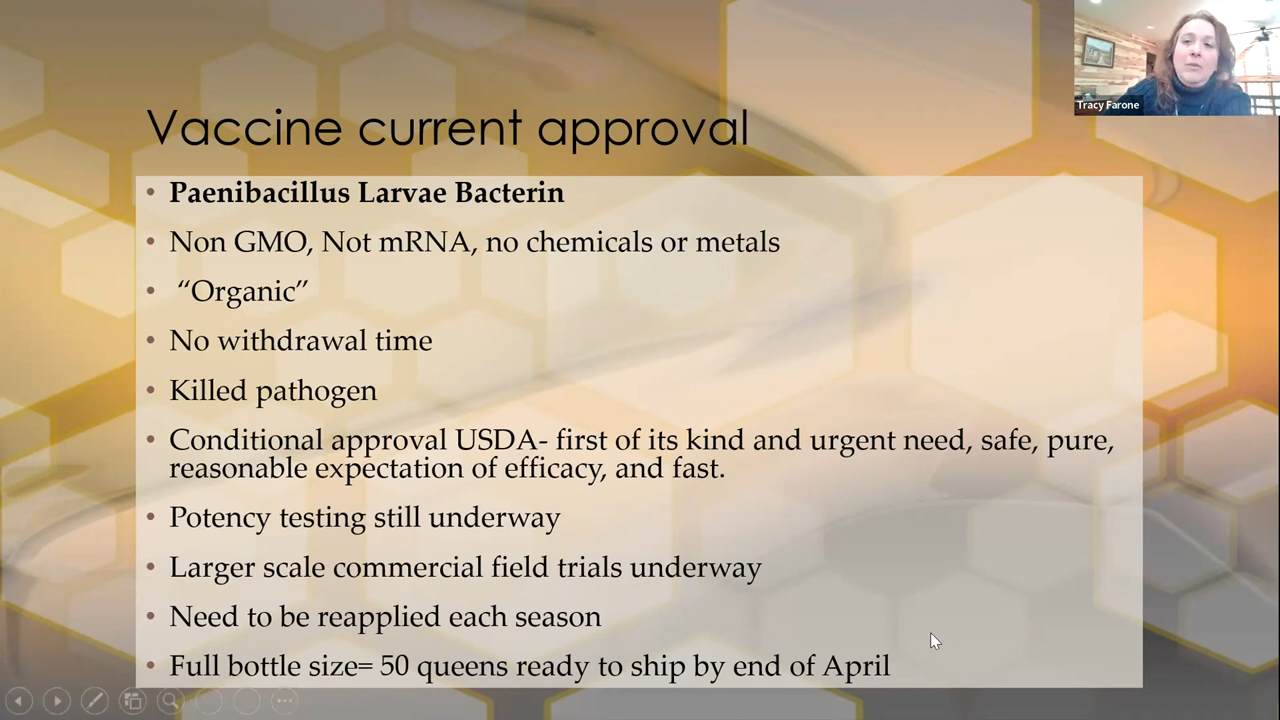 Tracy Farone
Vaccine current approval
• Paenibacillus Larvae Bacterin
• Non GMO, Not mRNA, no chemicals or metals
• “Organic”
• No withdrawal time
• Killed pathogen
• Conditional approval USDA- first of its kind and urgent need, safe, pure,
reasonable expectation of efficacy, and fast.
• Potency testing still underway
• Larger scale commercial field trials underway
• Need to be reapplied each season
• Full bottle size= 50 queens ready to ship by end of April